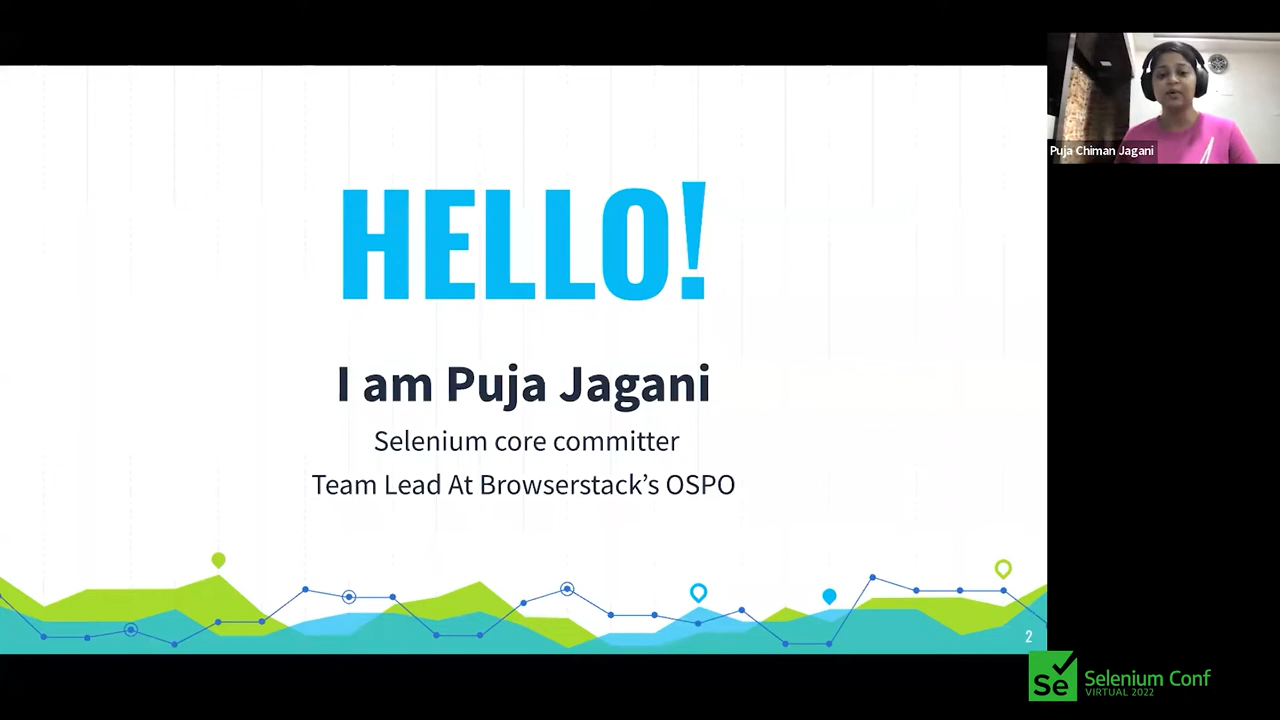 HELLO!
I am Puja Jagani
Selenium core committer
Team Lead At Browserstack's OSPO
2
Puja Chiman Jagani
Se
Selenium Conf
VIRTUAL 2022